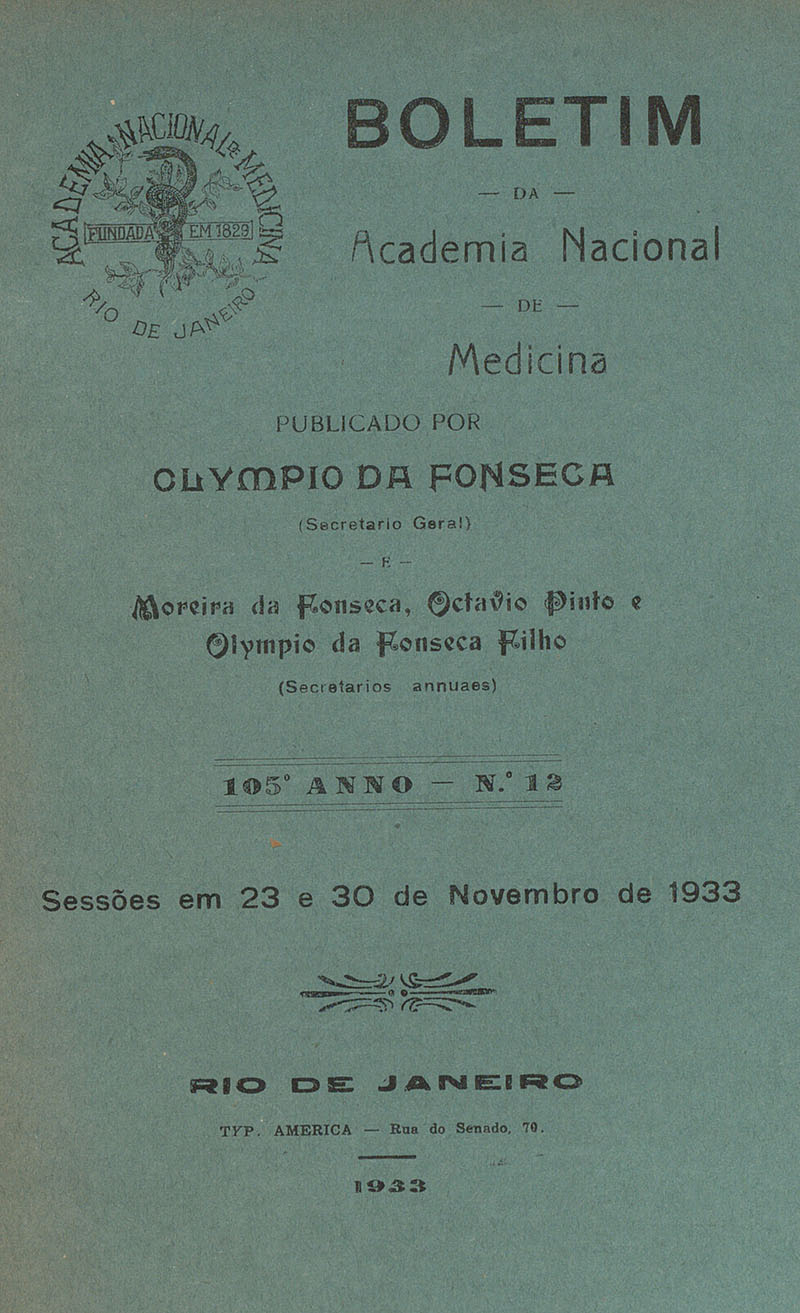 ACADEMIA NACIONAL DE MEDICINA
FUNDADA EM 1829
RIO DE JANEIRO
BOLETIM
— DA —
Academia Nacional
— DE —
Medicina
PUBLICADO POR
OLYMPIO DA FONSECA
(Secretario Geral)
— E —
Moreira da Fonseca, Octavio Pinto e
Olympio da Fonseca Filho
(Secretarios annuaes)
105º ANNO — N.º 12
Sessões em 23 e 30 de Novembro de 1933
RIO DE JANEIRO
TYP. AMERICA — Rua do Senado, 70.
1933